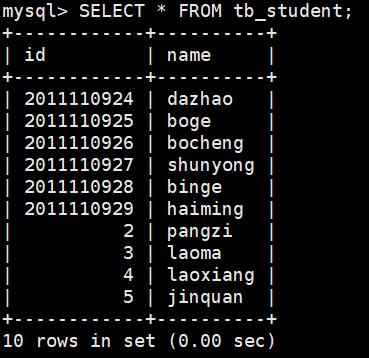 mysql> SELECT * FROM tb_student;
+------------+----------+
| id         | name     |
+------------+----------+
| 2011110924 | dazhao   |
| 2011110925 | boge     |
| 2011110926 | bocheng  |
| 2011110927 | shunyong |
| 2011110928 | binge    |
| 2011110929 | haiming  |
|          2 | pangzi   |
|          3 | laoma    |
|          4 | laoxiang |
|          5 | jinquan  |
+------------+----------+
10 rows in set (0.00 sec)